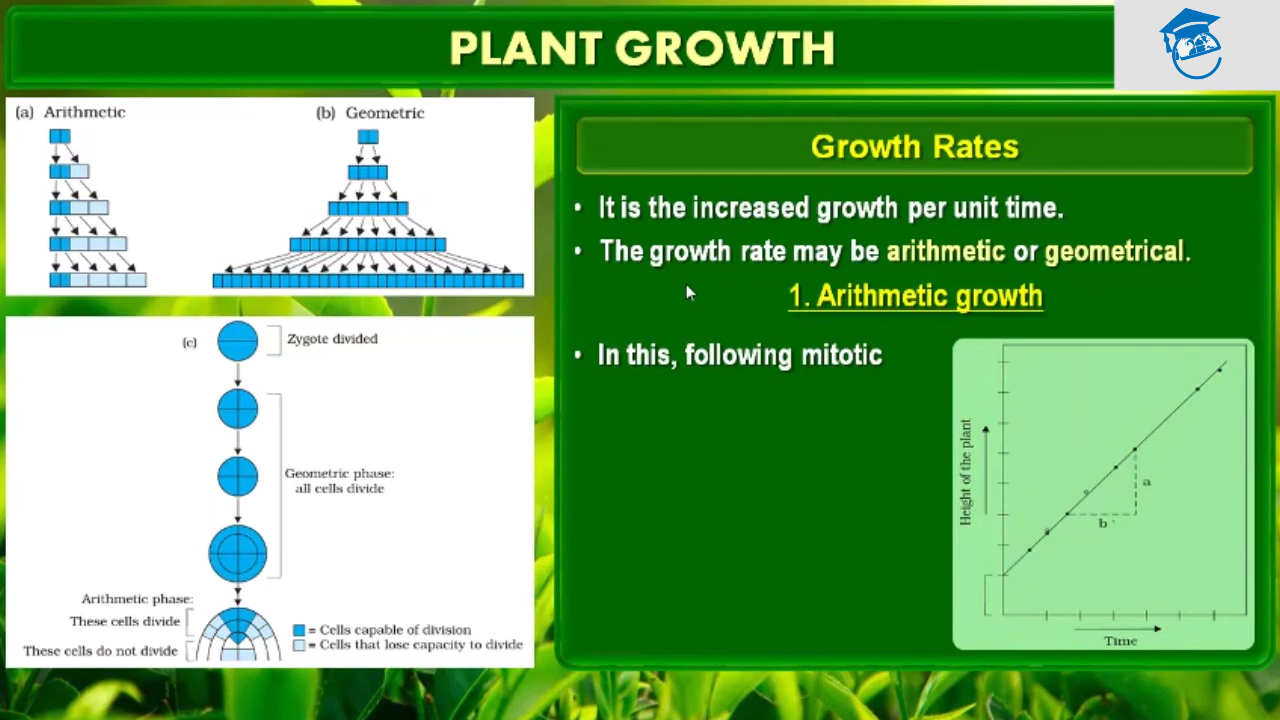 PLANT GROWTH
(a) Arithmetic
(b) Geometric
(c)
Zygote divided
Geometric phase:
all cells divide
Arithmetic phase:
These cells divide
These cells do not divide
= Cells capable of division
= Cells that lose capacity to divide
Growth Rates
• It is the increased growth per unit time.
• The growth rate may be arithmetic or geometrical.
1. Arithmetic growth
• In this, following mitotic
Height of the plant
a
b
Time